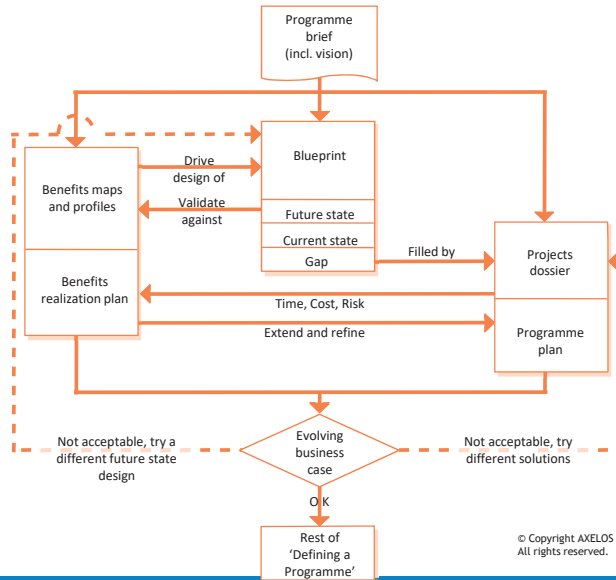 Programme
brief
(incl. vision)
Blueprint
Drive
design of
Benefits maps
and profiles
Validate
against
Future state
Current state
Gap
Filled by
Projects
dossier
Benefits
realization plan
Time, Cost, Risk
Extend and refine
Programme
plan
Evolving
business
case
Not acceptable, try a
different future state
design
Not acceptable, try
different solutions
OK
Rest of
‘Defining a
Programme’
© Copyright AXELOS
All rights reserved.